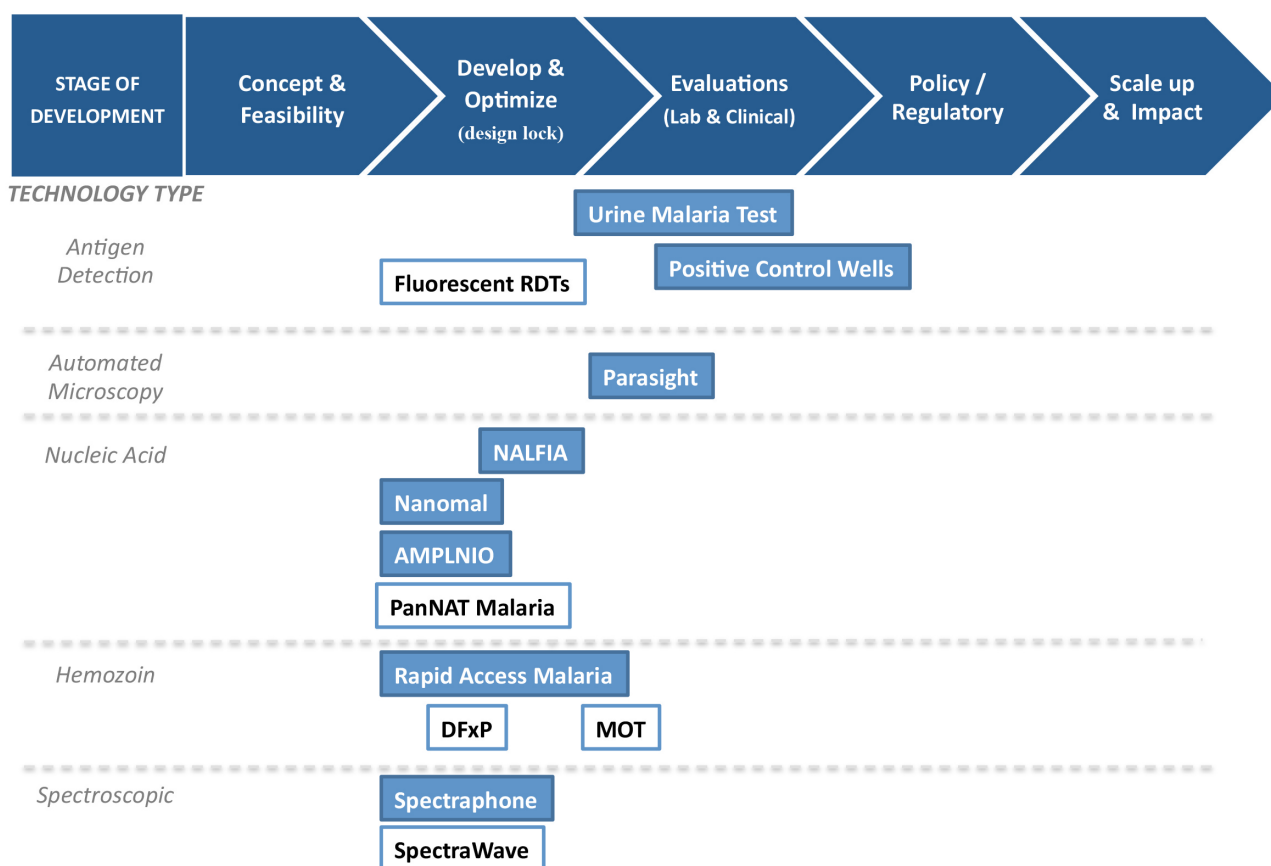 STAGE OF
DEVELOPMENT
Concept &
Feasibility
Develop &
Optimize
(design lock)
Evaluations
(Lab & Clinical)
Policy /
Regulatory
Scale up
& Impact
TECHNOLOGY TYPE
Antigen
Detection
Urine Malaria Test
Positive Control Wells
Fluorescent RDTs
Automated
Microscopy
Parasight
Nucleic Acid
NALFIA
Nanomal
AMPLNIO
PanNAT Malaria
Hemozoin
Rapid Access Malaria
DFxP
MOT
Spectroscopic
Spectraphone
SpectraWave